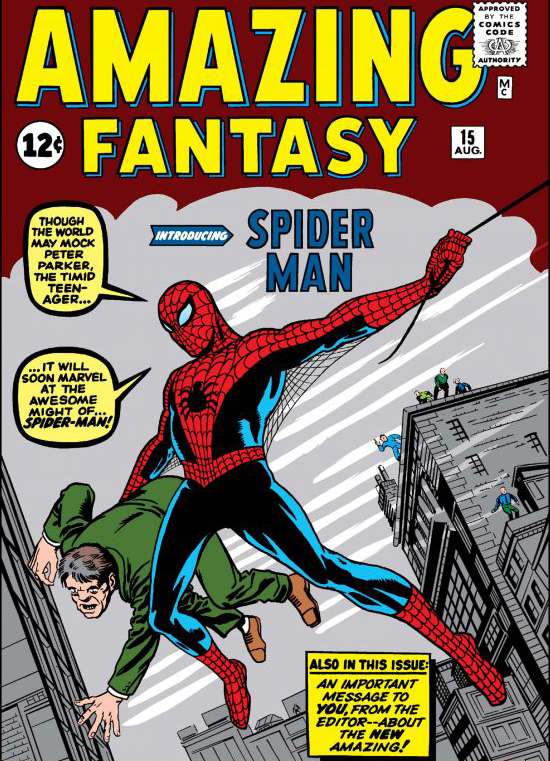 AMAZING
FANTASY
APPROVED
BY THE
COMICS
CODE
AUTHORITY
M
C
12¢
15
AUG.
INTRODUCING
SPIDER
MAN
THOUGH
THE WORLD
MAY MOCK
PETER
PARKER,
THE TIMID
TEEN-
AGER...
...IT WILL
SOON MARVEL
AT THE
AWESOME
MIGHT OF...
SPIDER-MAN!
ALSO IN THIS ISSUE:
AN IMPORTANT
MESSAGE TO
YOU, FROM THE
EDITOR--ABOUT
THE NEW
AMAZING!